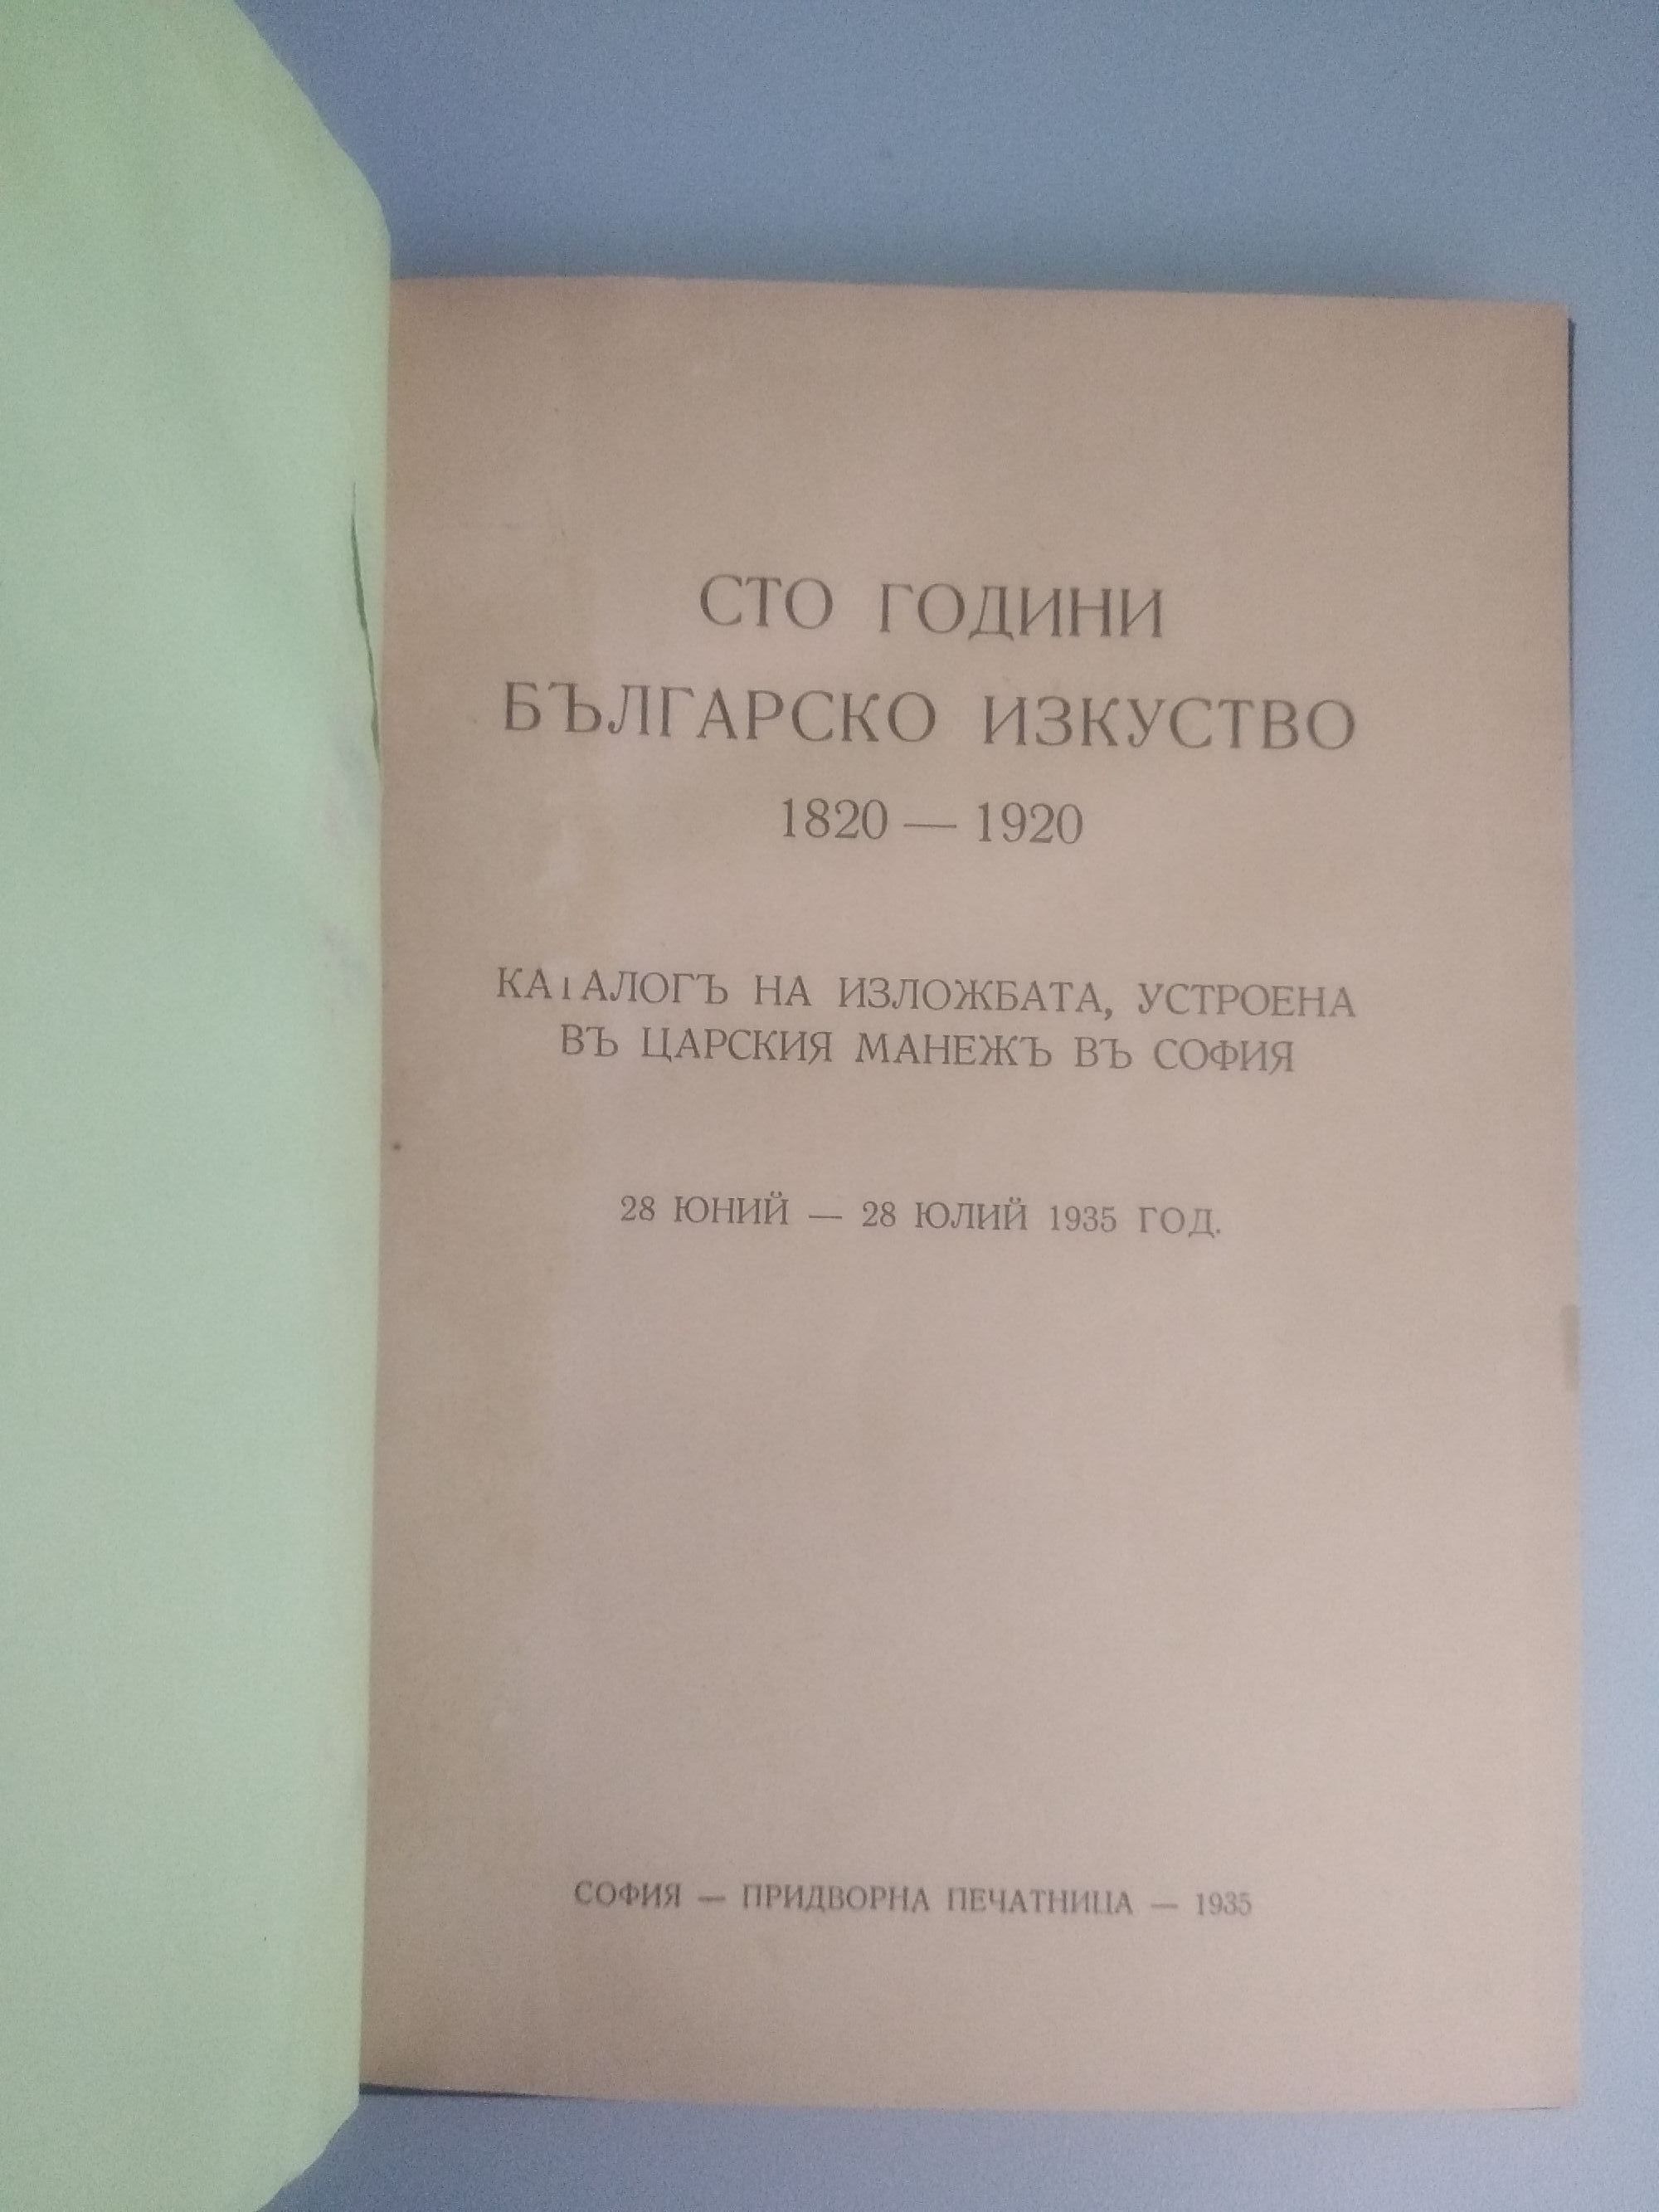 СТО ГОДИНИ
БЪЛГАРСКО ИЗКУСТВО
1820 — 1920
КАТАЛОГЪ НА ИЗЛОЖБАТА, УСТРОЕНА
ВЪ ЦАРСКИЯ МАНЕЖЪ ВЪ СОФИЯ
28 ЮНИЙ — 28 ЮЛИЙ 1935 ГОД.
СОФИЯ — ПРИДВОРНА ПЕЧАТНИЦА — 1935